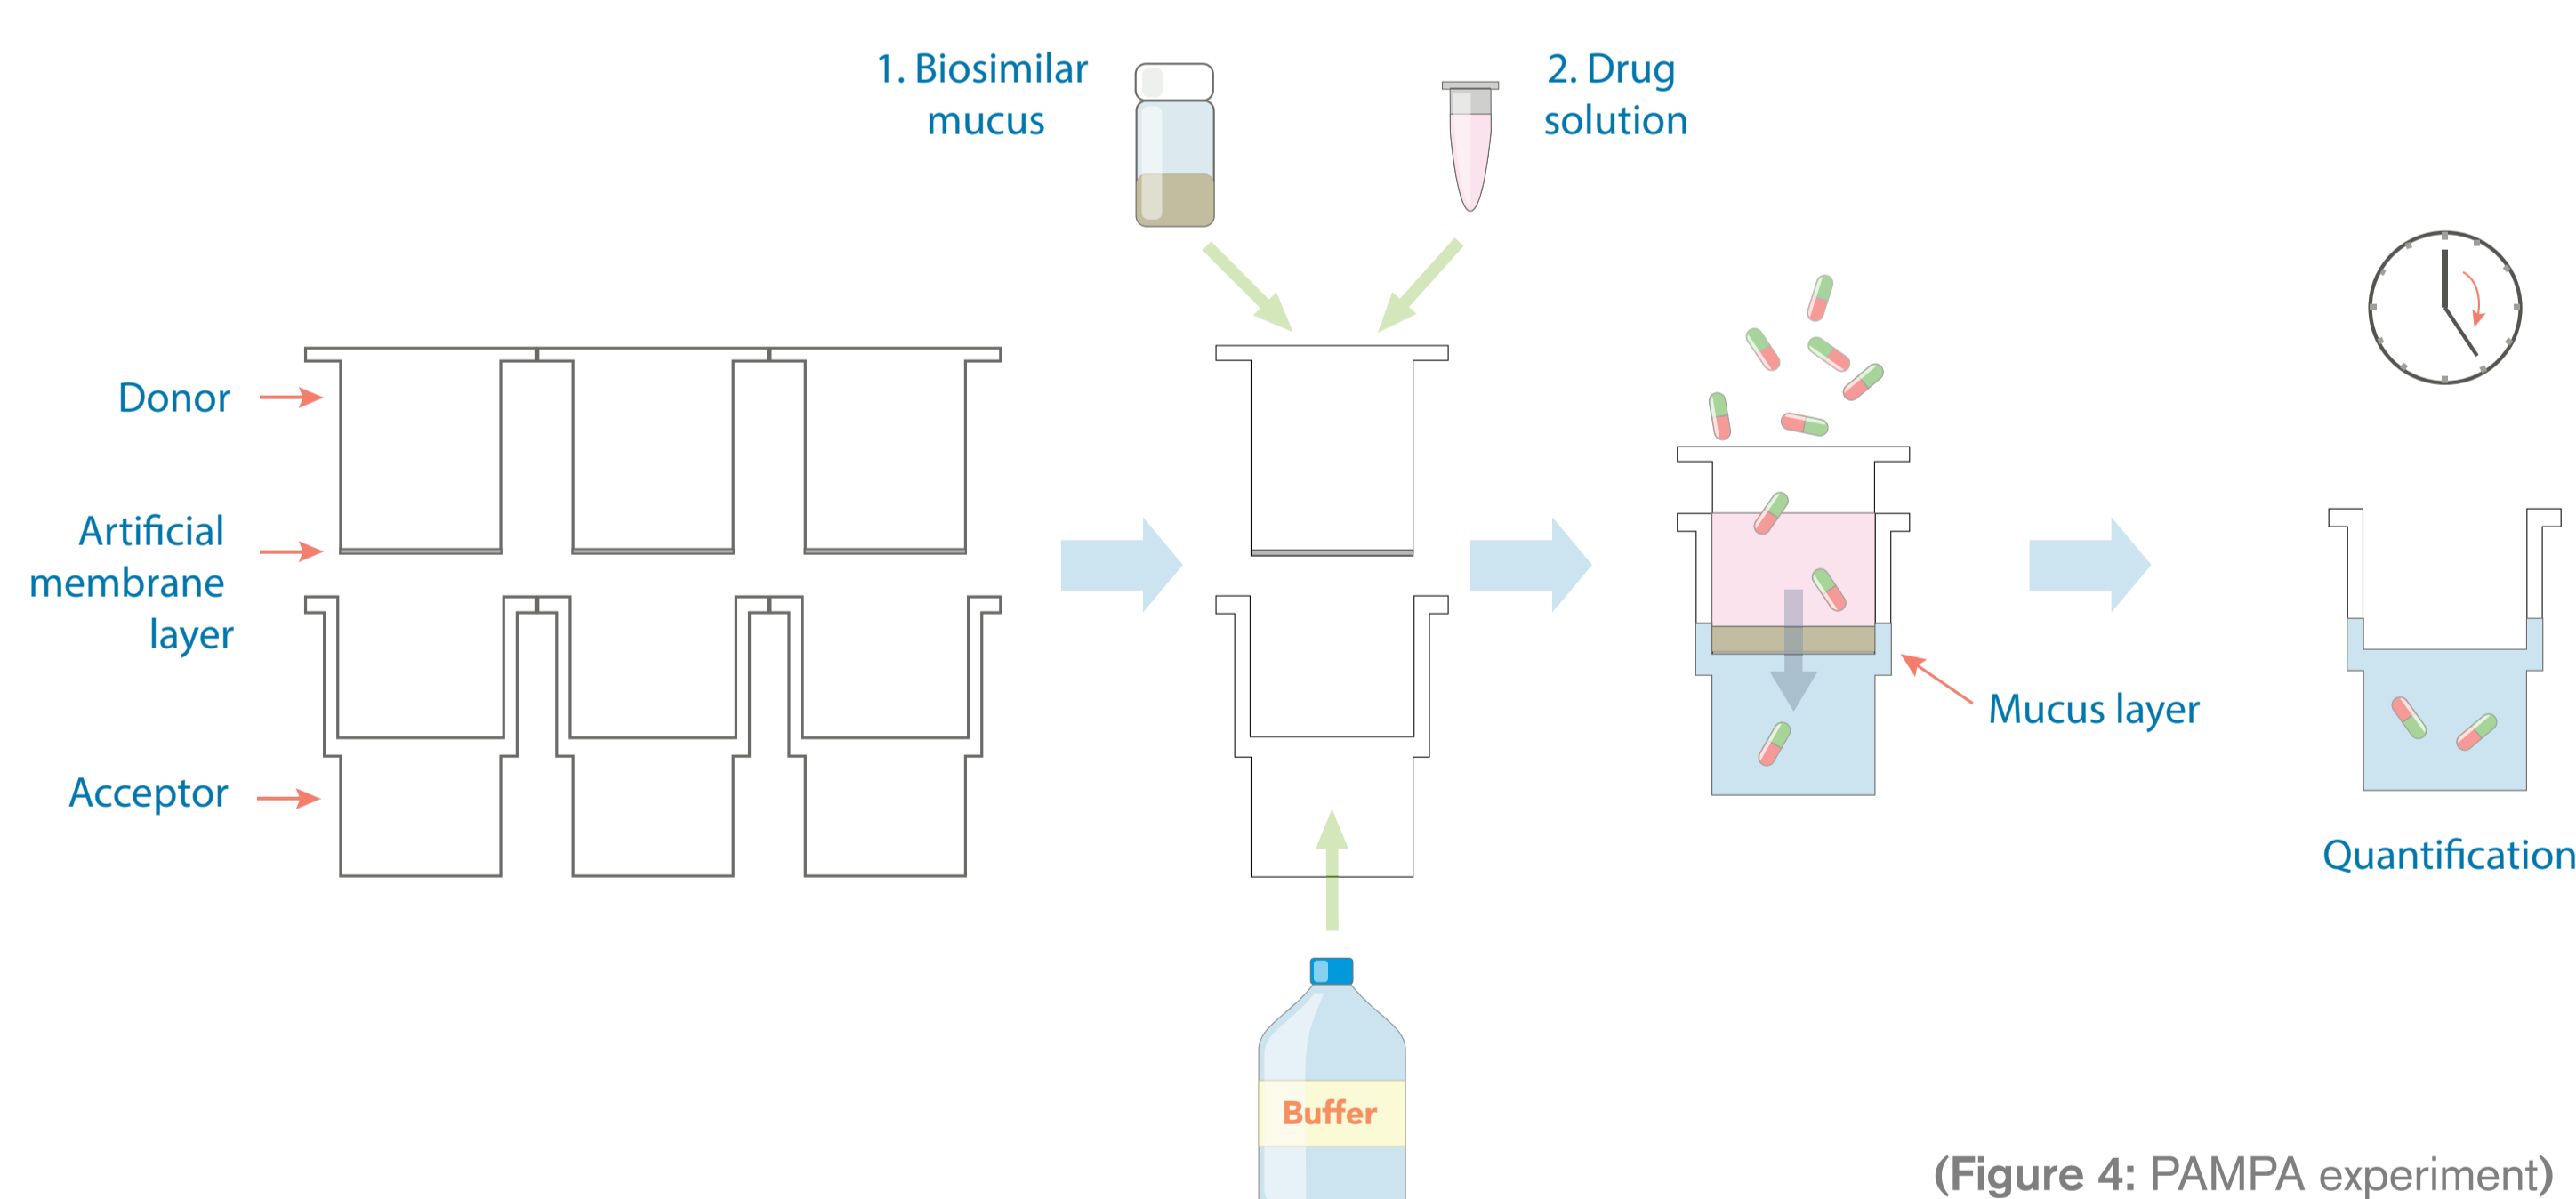 1. Biosimilar
mucus
2. Drug
solution
Donor
Artificial
membrane
layer
Acceptor
Mucus layer
Quantification
Buffer
(Figure 4: PAMPA experiment)